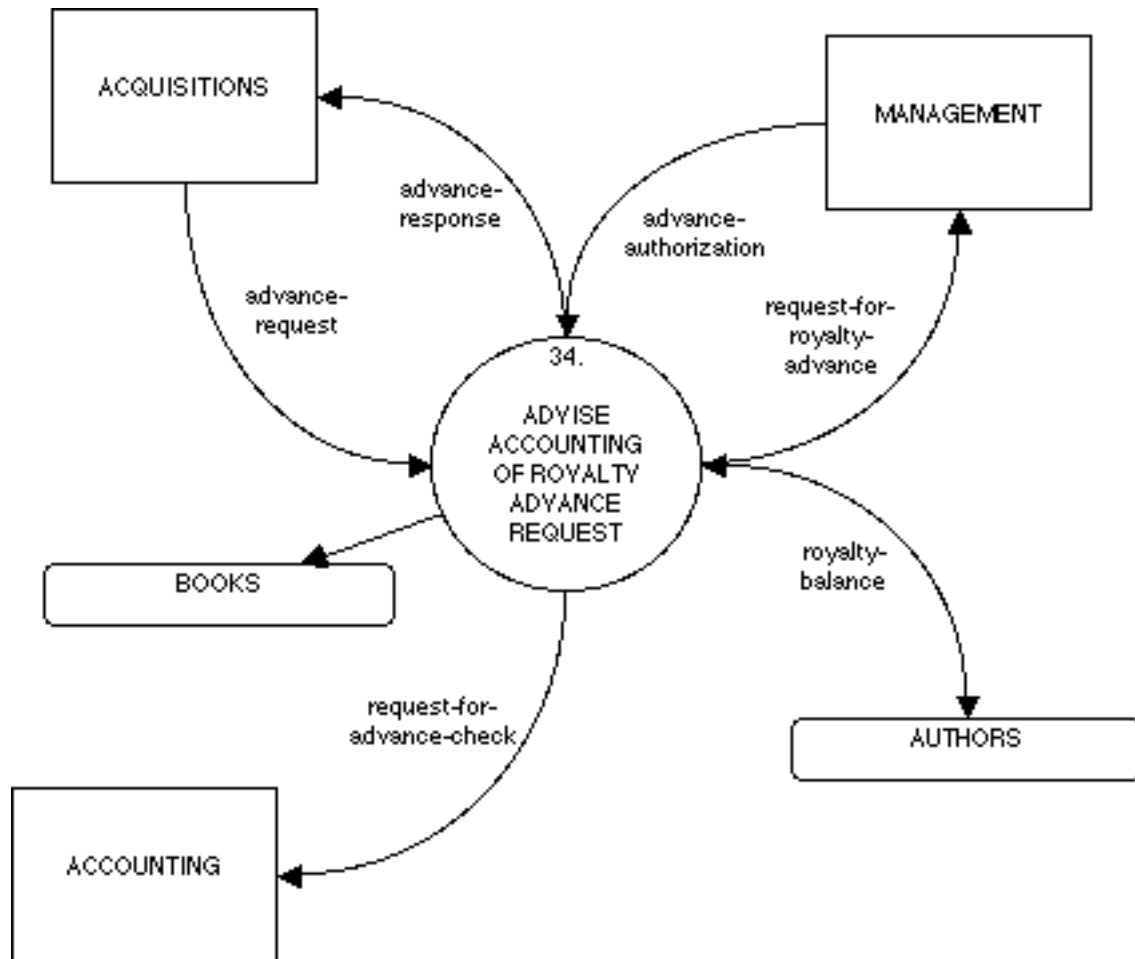 ACQUISITIONS
MANAGEMENT
advance-
response
advance-
authorization
advance-
request
request-for-
royalty-
advance
34.
ADVISE
ACCOUNTING
OF ROYALTY
ADVANCE
REQUEST
royalty-
balance
BOOKS
request-for-
advance-check
AUTHORS
ACCOUNTING